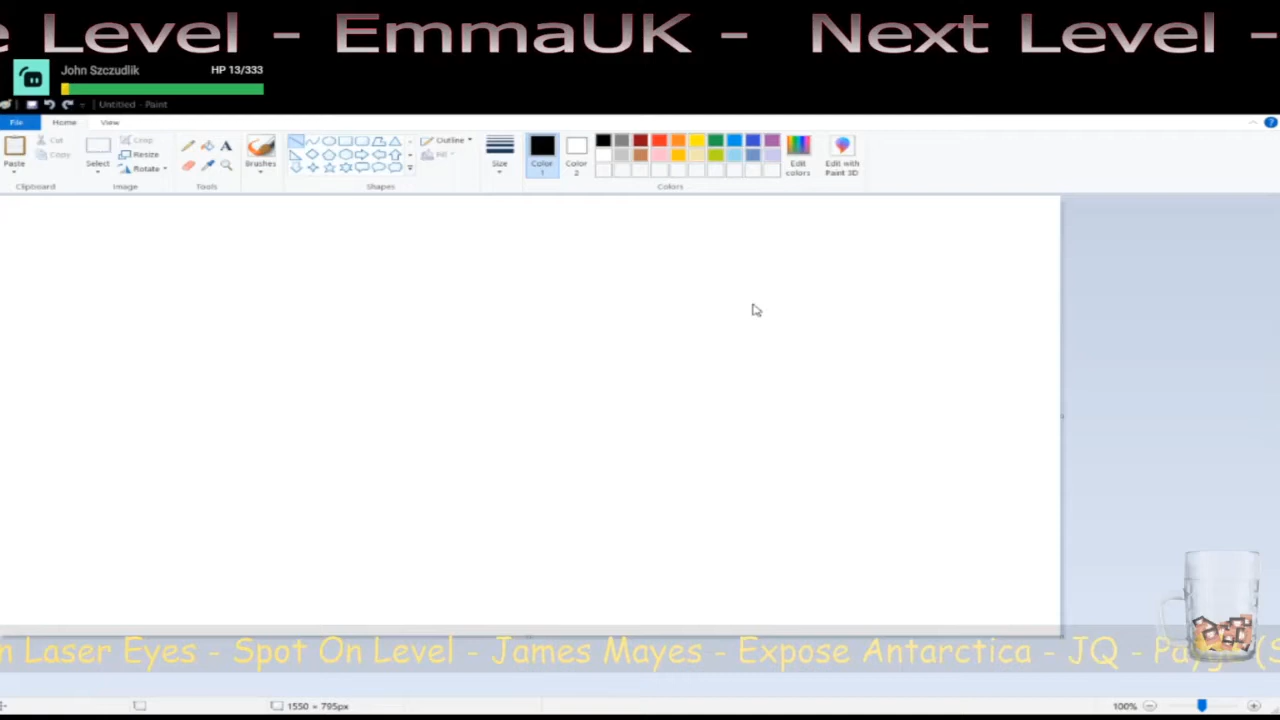 e Level - EmmaUK - Next Level -
John Szczudlik HP 13/333
Untitled - Paint
File Home View
Paste Cut Copy Select Crop Resize Rotate Brushes Outline Fill Size Color 1 Color 2 Edit colors Edit with Paint 3D
Clipboard Image Tools Shapes Colors
n Laser Eyes - Spot On Level - James Mayes - Expose Antarctica - JQ -
1550 × 795px 100%